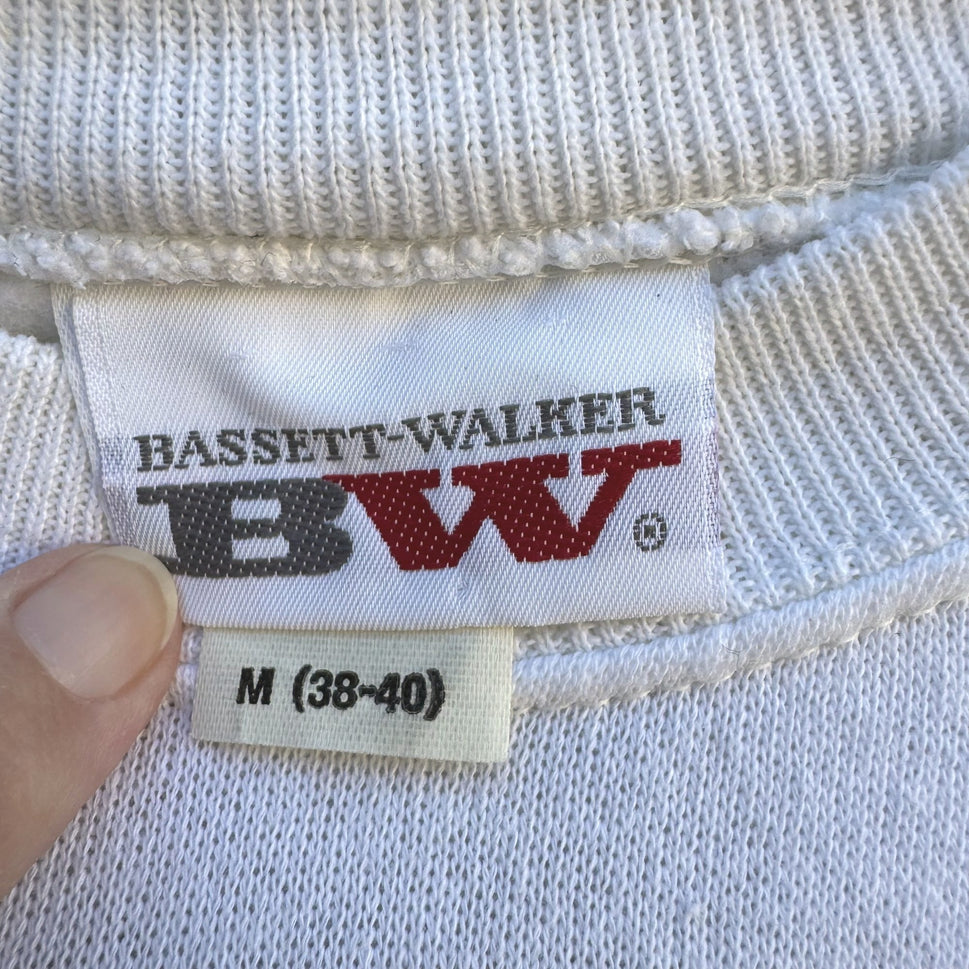 BASSETT-WALKER
BW ®
M (38-40)